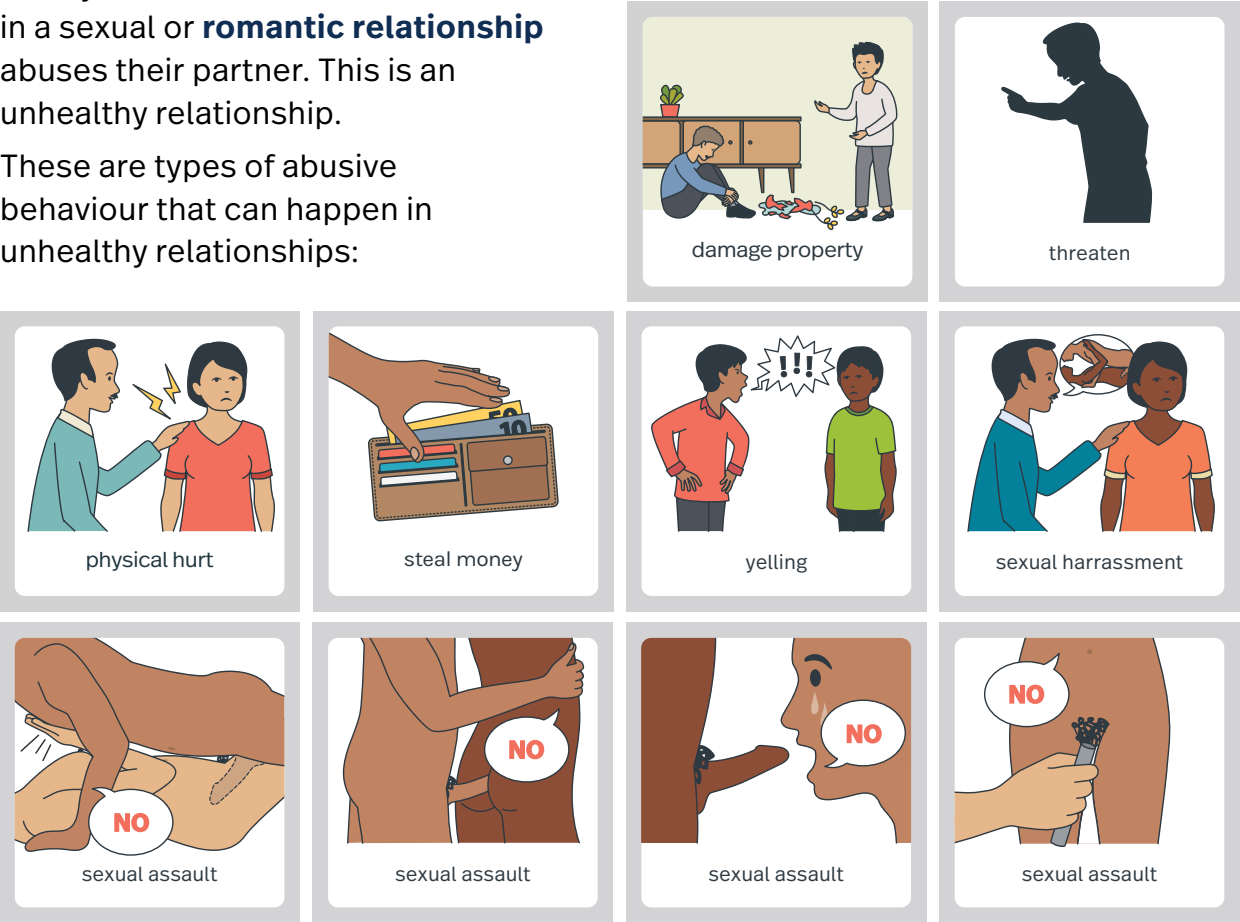 in a sexual or romantic relationship
abuses their partner. This is an
unhealthy relationship.
These are types of abusive
behaviour that can happen in
unhealthy relationships:
damage property
threaten
!!!
50
10
physical hurt
steal money
yelling
sexual harrassment
NO
NO
NO
NO
sexual assault
sexual assault
sexual assault
sexual assault